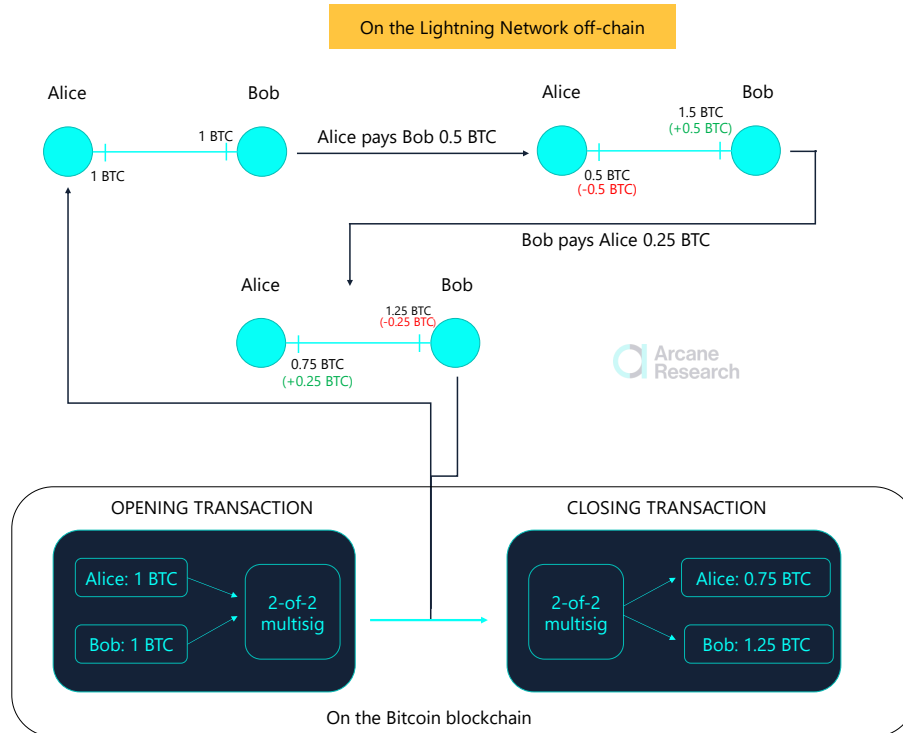 On the Lightning Network off-chain
Alice
Bob
1 BTC
1 BTC
Alice pays Bob 0.5 BTC
Alice
Bob
1.5 BTC
(+0.5 BTC)
0.5 BTC
(-0.5 BTC)
Bob pays Alice 0.25 BTC
Alice
Bob
1.25 BTC
(-0.25 BTC)
0.75 BTC
(+0.25 BTC)
Arcane
Research
OPENING TRANSACTION
Alice: 1 BTC
Bob: 1 BTC
2-of-2
multisig
CLOSING TRANSACTION
2-of-2
multisig
Alice: 0.75 BTC
Bob: 1.25 BTC
On the Bitcoin blockchain